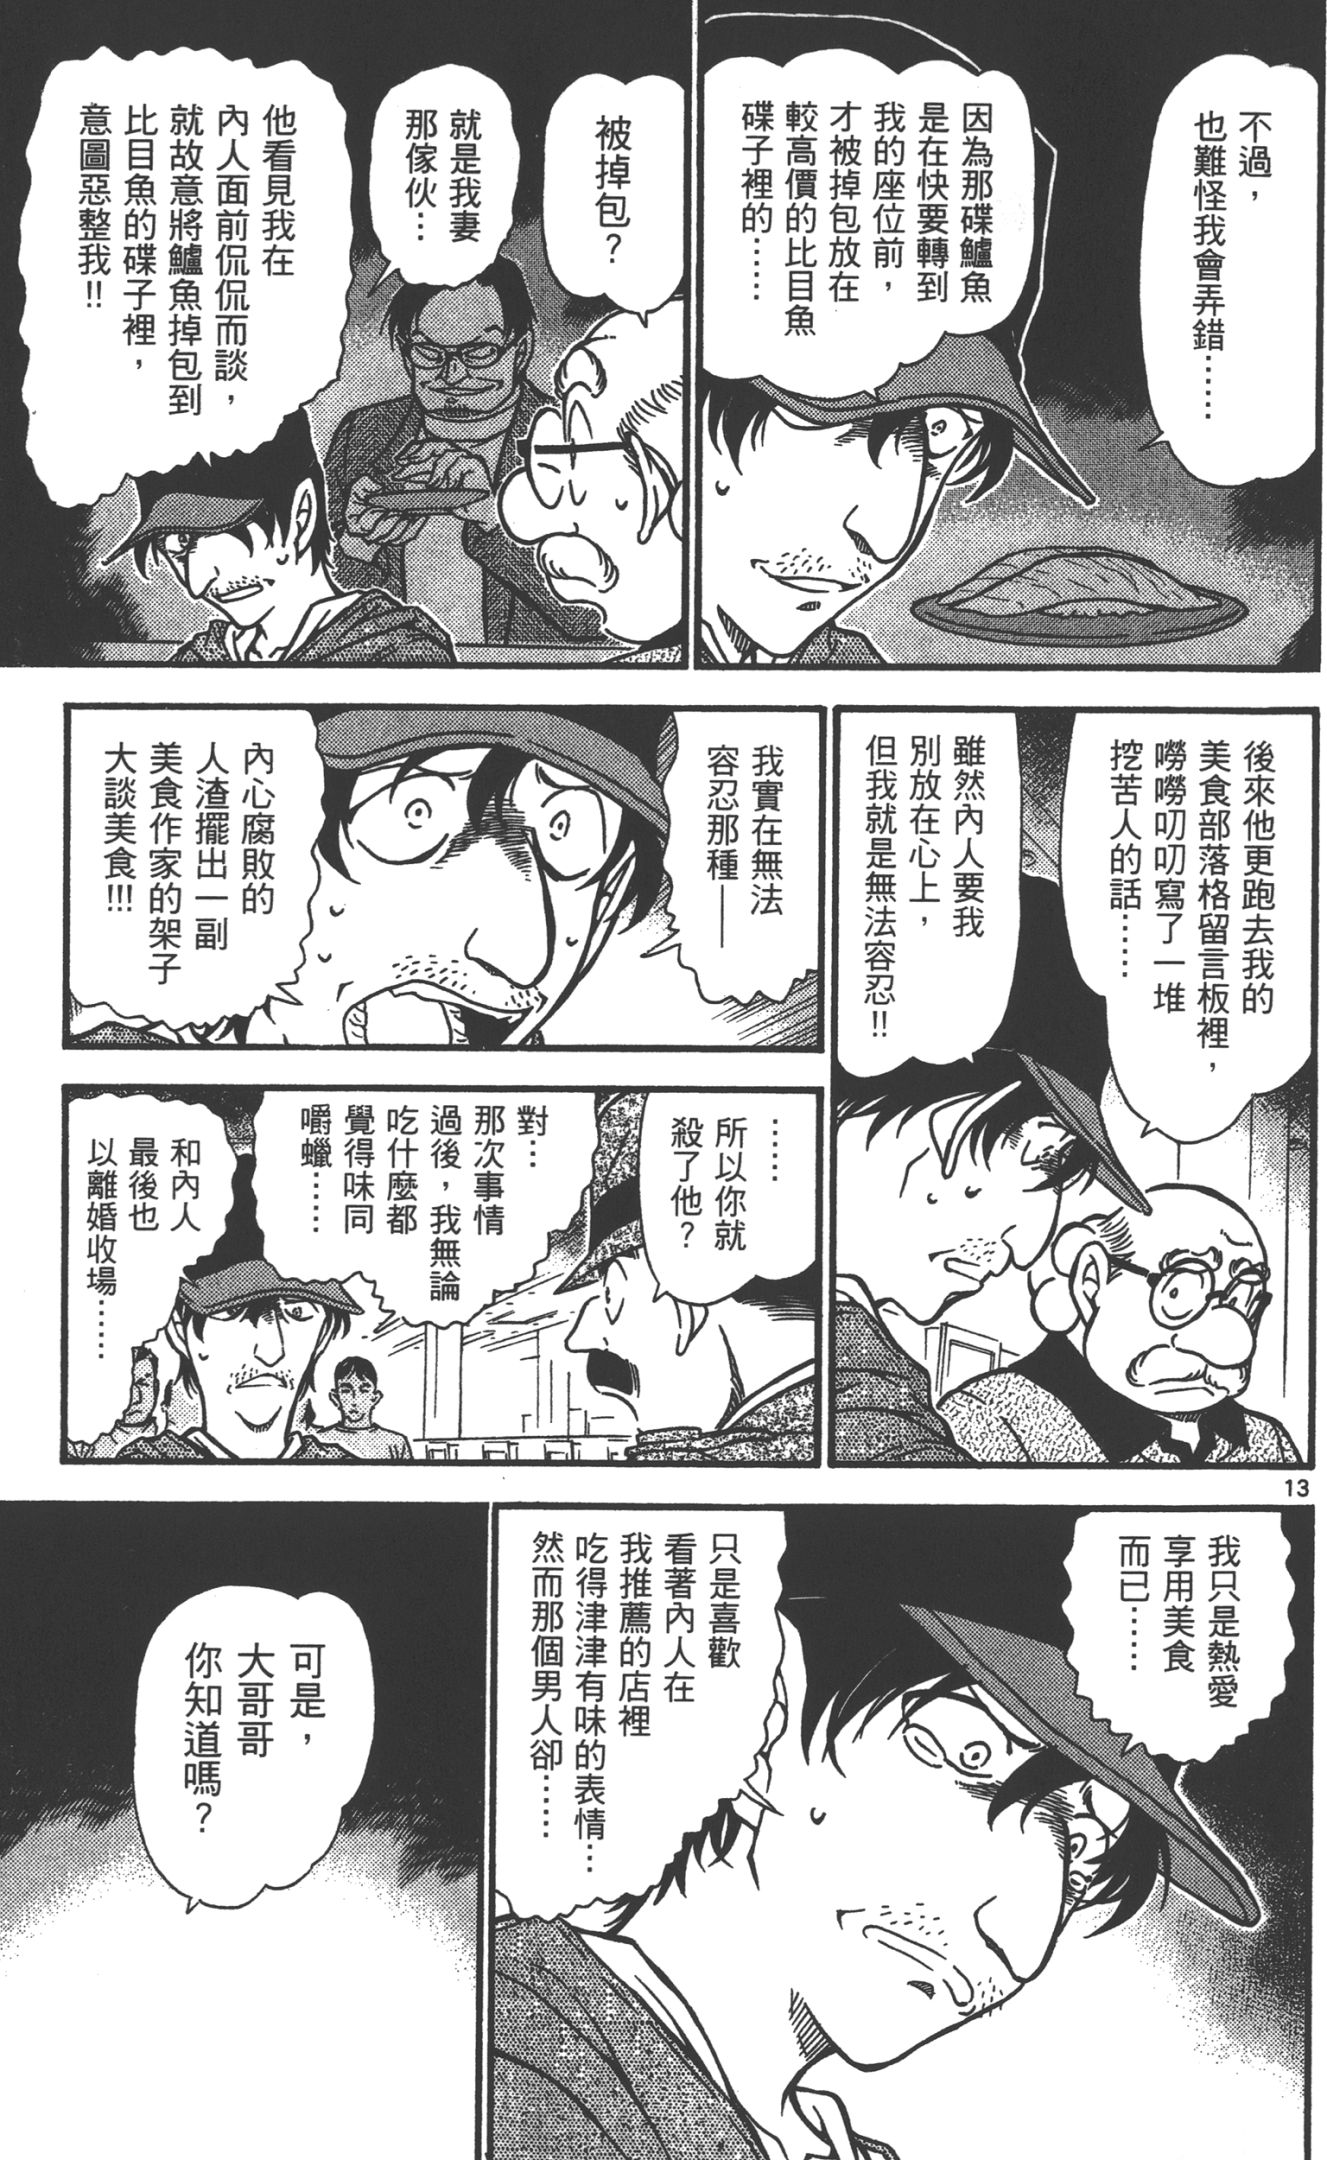 不過，
也難怪我會弄錯……
因為那碟鱸魚
是在快要轉到
我的座位前，
才被掉包放在
較高價的比目魚
碟子裡的……
被掉包？
就是我妻
那傢伙…
他看見我在
內人面前侃侃而談，
就故意將鱸魚掉包到
比目魚的碟子裡，
意圖惡整我!!
後來他更跑去我的
美食部落格留言板裡，
嘮嘮叨叨寫了一堆
挖苦人的話……
雖然內人要我
別放在心上，
但我就是無法容忍!!
我實在無法
容忍那種——
內心腐敗的
人渣擺出一副
美食作家的架子
大談美食!!!
……
所以你就
殺了他？
對…
那次事情
過後，我無論
吃什麼都
覺得味同
嚼蠟……
和內人
最後也
以離婚收場……
13
我只是熱愛
享用美食
而已……
只是喜歡
看著內人在
我推薦的店裡
吃得津津有味的表情…
然而那個男人卻……
可是，
大哥哥
你知道嗎？